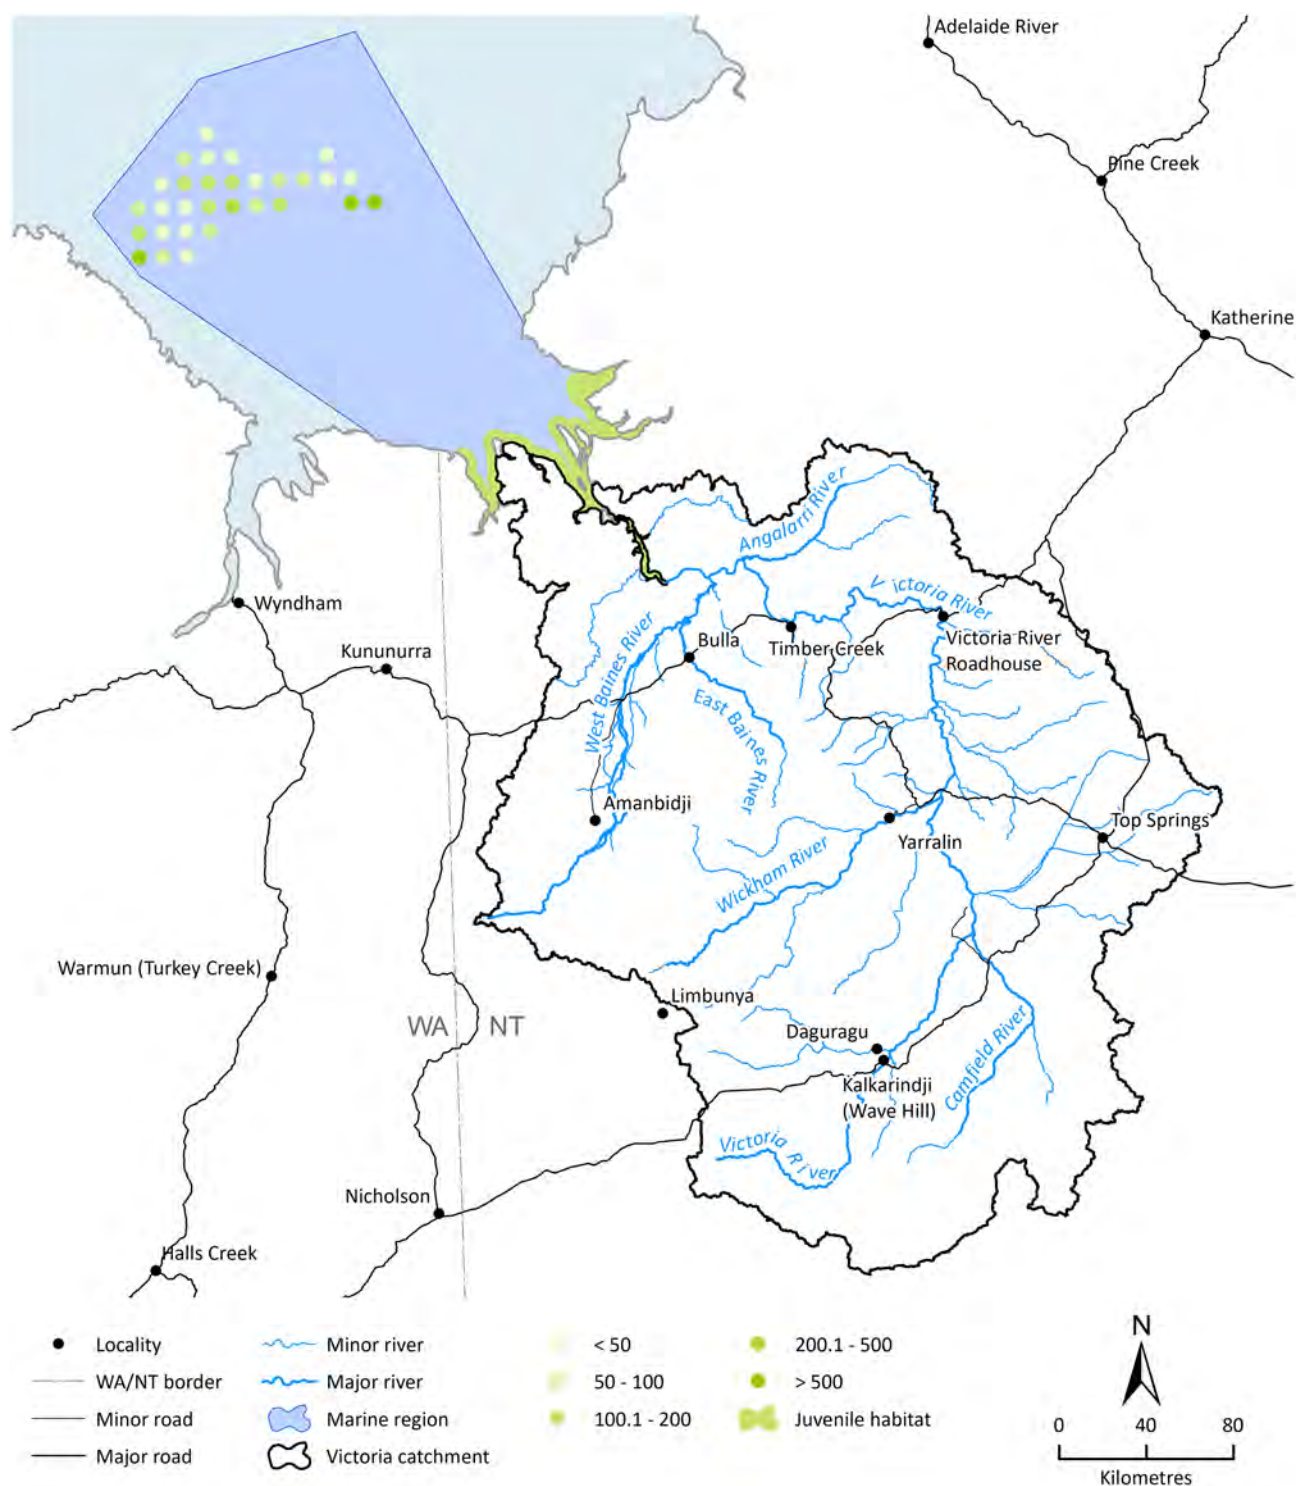 Adelaide River
Pine Creek
Katherine
Angalarri River
Victoria River
Wyndham
Kununurra
West Baines River
Bulla
Timber Creek
Victoria River
Roadhouse
East Baines River
Amanbidji
Wickham River
Yarralin
Top Springs
Warmun (Turkey Creek)
Limbunya
WA
NT
Daguragu
Kalkarindji
(Wave Hill)
Camfield River
Victoria River
Nicholson
Halls Creek
Locality
WA/NT border
Minor road
Major road
Minor river
Major river
Marine region
Victoria catchment
< 50
50 - 100
100.1 - 200
200.1 - 500
> 500
Juvenile habitat
N
0 40 80
Kilometres